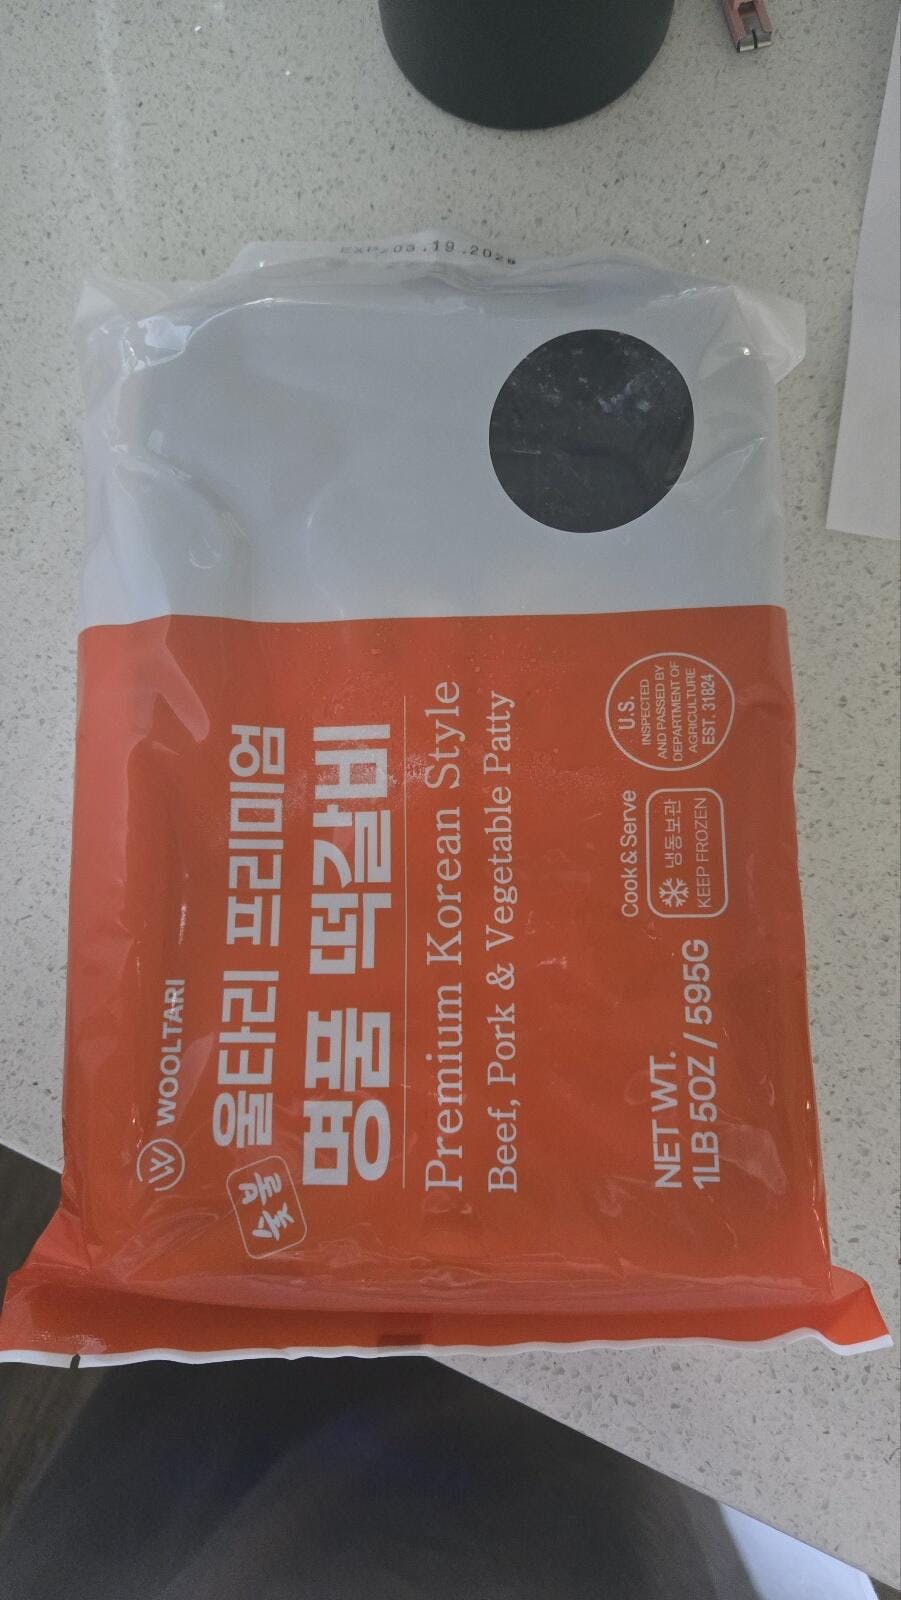 EXP. 03.19.2026
WOOLTARI
울타리 프리미엄
숯불
명품 떡갈비
Premium Korean Style
Beef, Pork & Vegetable Patty
NET WT.
1LB 5OZ / 595G
Cook & Serve
냉동보관
KEEP FROZEN
U.S.
INSPECTED
AND PASSED BY
DEPARTMENT OF
AGRICULTURE
EST. 31824